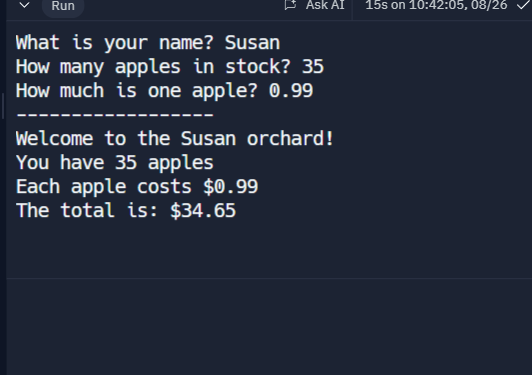 Run Ask AI 15s on 10:42:05, 08/26
What is your name? Susan
How many apples in stock? 35
How much is one apple? 0.99
------------------
Welcome to the Susan orchard!
You have 35 apples
Each apple costs $0.99
The total is: $34.65